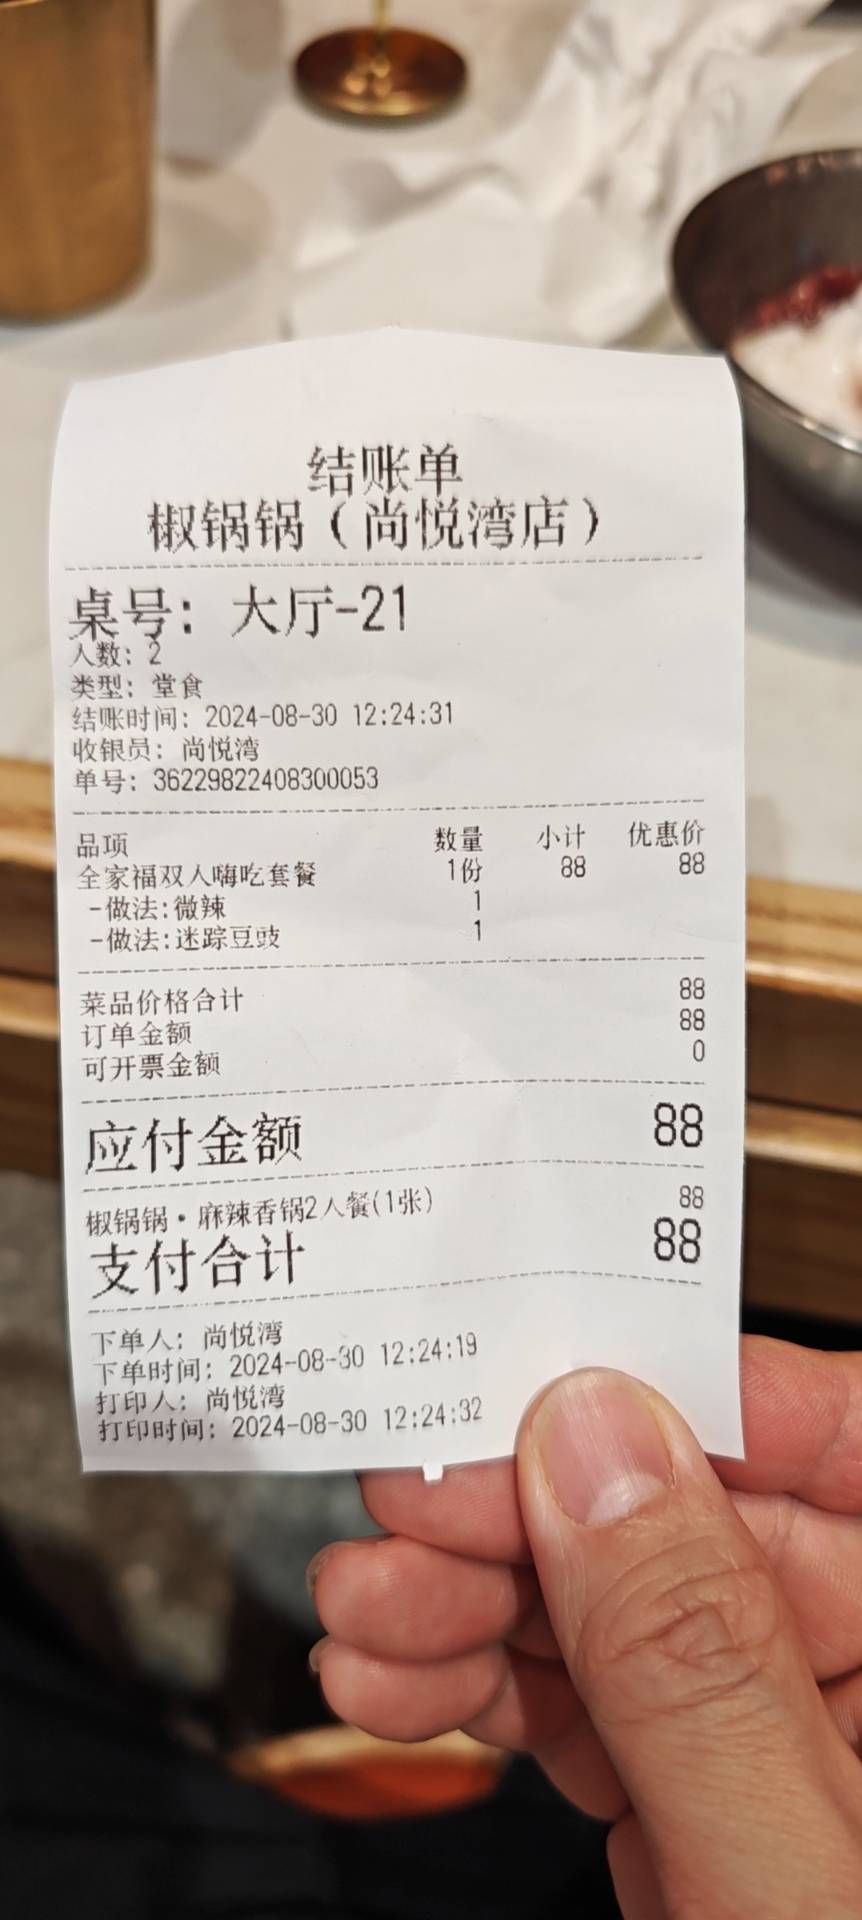 结账单
椒锅锅（尚悦湾店）
桌号：大厅-21
人数：2
类型：堂食
结账时间：2024-08-30 12:24:31
收银员：尚悦湾
单号：36229822408300053
品项 数量 小计 优惠价
全家福双人嗨吃套餐 1份 88 88
-做法:微辣 1
-做法:迷踪豆豉 1
菜品价格合计 88
订单金额 88
可开票金额 0
应付金额 88
椒锅锅·麻辣香锅2人餐(1张) 88
支付合计 88
下单人：尚悦湾
下单时间：2024-08-30 12:24:19
打印人：尚悦湾
打印时间：2024-08-30 12:24:32